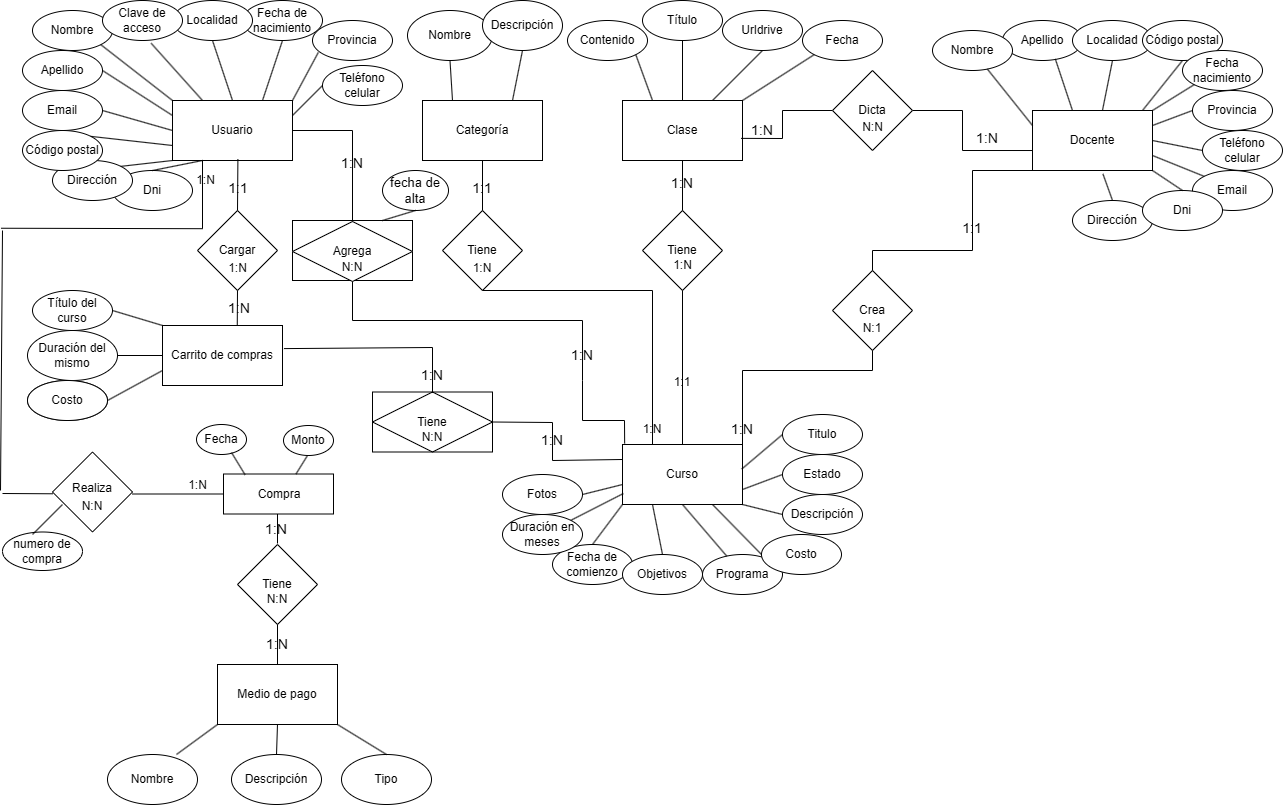 Nombre
Clave de
acceso
Localidad
Fecha de
nacimiento
Provincia
Teléfono
celular
Apellido
Email
Código postal
Dirección
Dni
Usuario
Nombre
Descripción
Categoría
Contenido
Título
Urldrive
Fecha
Clase
Dicta
N:N
1:N
1:N
Nombre
Apellido
Localidad
Código postal
Fecha
nacimiento
Provincia
Teléfono
celular
Email
Dni
Dirección
Docente
1:N
1:1
1:N
fecha de
alta
1:1
1:N
1:1
Cargar
1:N
Agrega
N:N
Tiene
1:N
Tiene
1:N
Crea
N:1
1:N
Título del
curso
Duración del
mismo
Costo
Carrito de compras
1:N
1:N
1:1
Tiene
N:N
1:N
1:N
1:N
Fecha
Monto
Compra
Realiza
N:N
1:N
numero de
compra
Curso
Titulo
Estado
Descripción
Costo
Programa
Objetivos
Fecha de
comienzo
Duración en
meses
Fotos
1:N
Tiene
N:N
1:N
Medio de pago
Nombre
Descripción
Tipo